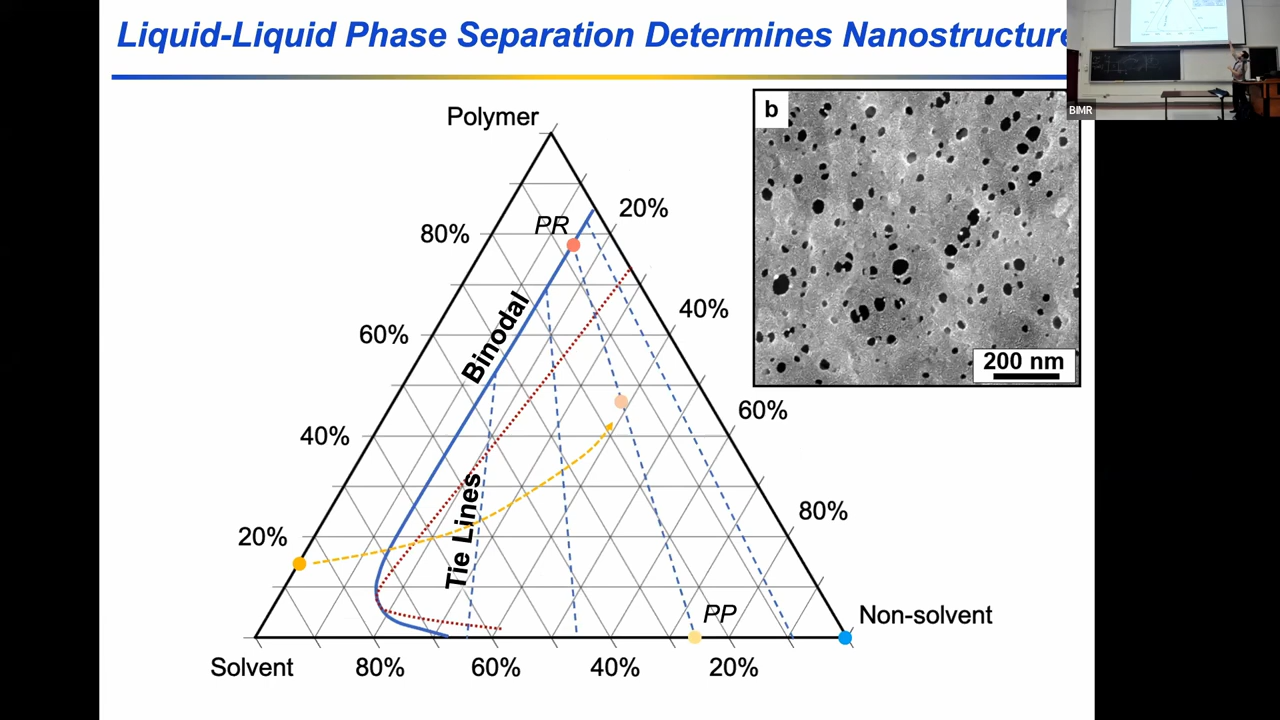 Liquid-Liquid Phase Separation Determines Nanostructure
BIMR
Polymer
b
20%
PR
80%
40%
60%
Binodal
200 nm
60%
40%
Tie Lines
80%
20%
PP
Non-solvent
Solvent
80%
60%
40%
20%